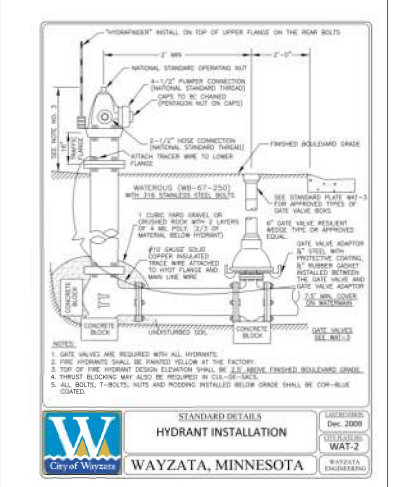 "HYDRAFINDER" INSTALL ON TOP OF UPPER FLANGE ON THE REAR BOLTS
2' MIN
2'-0"
NATIONAL STANDARD OPERATING NUT
4-1/2" PUMPER CONNECTION
(NATIONAL STANDARD THREAD)
CAPS TO BE CHAINED
(PENTAGON NUT ON CAPS)
SEE NOTE NO. 3
16"
TRAFFIC
FLANGE
2-1/2" HOSE CONNECTION
(NATIONAL STANDARD THREAD)
FINISHED BOULEVARD GRADE
ATTACH TRACER WIRE TO LOWER
FLANGE
WATEROUS (WB-67-250)
WITH 316 STAINLESS STEEL BOLTS
SEE STANDARD PLATE WAT-3
FOR APPROVED TYPES OF
GATE VALVE BOXS.
1 CUBIC YARD GRAVEL OR
CRUSHED ROCK WITH 2 LAYERS
OF 4 MIL POLY. (2/3 OF
MATERIAL BELOW HYDRANT)
6" GATE VALVE RESILIENT
WEDGE TYPE OR APPROVED
EQUAL.
GAUGE SOLID
COPPER INSULATED
TRACE WIRE ATTACHED
TO HYDT FLANGE AND
MAIN LINE WIRE
GATE VALVE ADAPTOR
STEEL WITH
PROTECTIVE COATING,
RUBBER GASKET
INSTALLED BETWEEN
THE GATE VALVE AND
GATE VALVE ADAPTOR
7.5' MIN. COVER
ON WATERMAIN
CONCRETE
BLOCK
CONCRETE
BLOCK
UNDISTURBED SOIL
CONCRETE
BLOCK
GATE VALVES
SEE WAT-3
NOTES:
1. GATE VALVES ARE REQUIRED WITH ALL HYDRANTS.
2. FIRE HYDRANTS SHALL BE PAINTED YELLOW AT THE FACTORY.
3. TOP OF FIRE HYDRANT DESIGN ELEVATION SHALL BE 2.5' ABOVE FINISHED BOULEVARD GRADE.
4. THRUST BLOCKING MAY ALSO BE REQUIRED IN CUL-DE-SACS.
5. ALL BOLTS, T-BOLTS, NUTS AND RODDING INSTALLED BELOW GRADE SHALL BE COR-BLUE
COATED.
W
City of Wayzata
STANDARD DETAILS
HYDRANT INSTALLATION
WAYZATA, MINNESOTA
LAST REVISION:
Dec. 2009
CITY PLATE NO.
WAT-2
WAYZATA
ENGINEERING